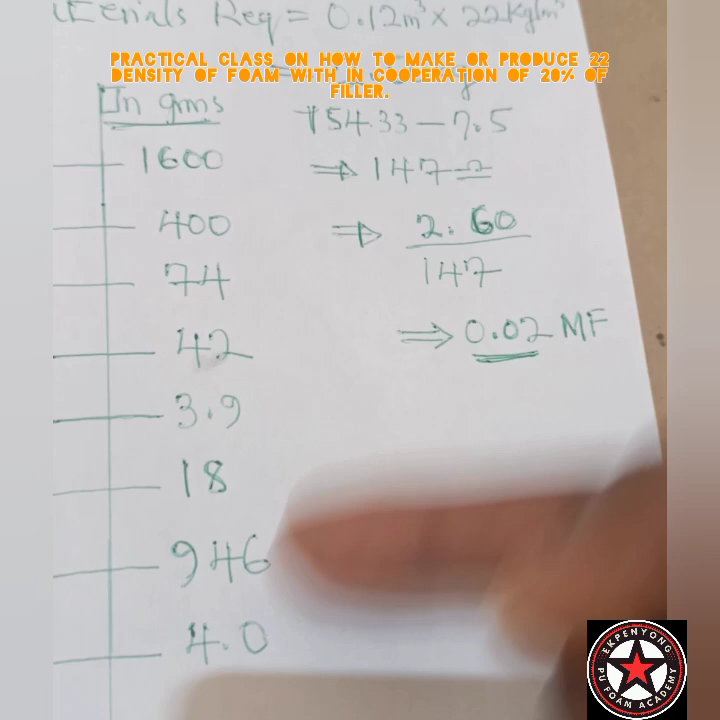 Req = 0.12m³ × 22Kg/m³
PRACTICAL CLASS ON HOW TO MAKE OR PRODUCE 22
DENSITY OF FOAM WITH IN COOPERATION OF 20% OF
FILLER.
In gms
154.33 – 7.5
1600
⇒ 147
400
⇒ 2.60
147
74
⇒ 0.02 MF
42
3.9
18
946
4.0
EKPENYONG
PU FOAM ACADEMY